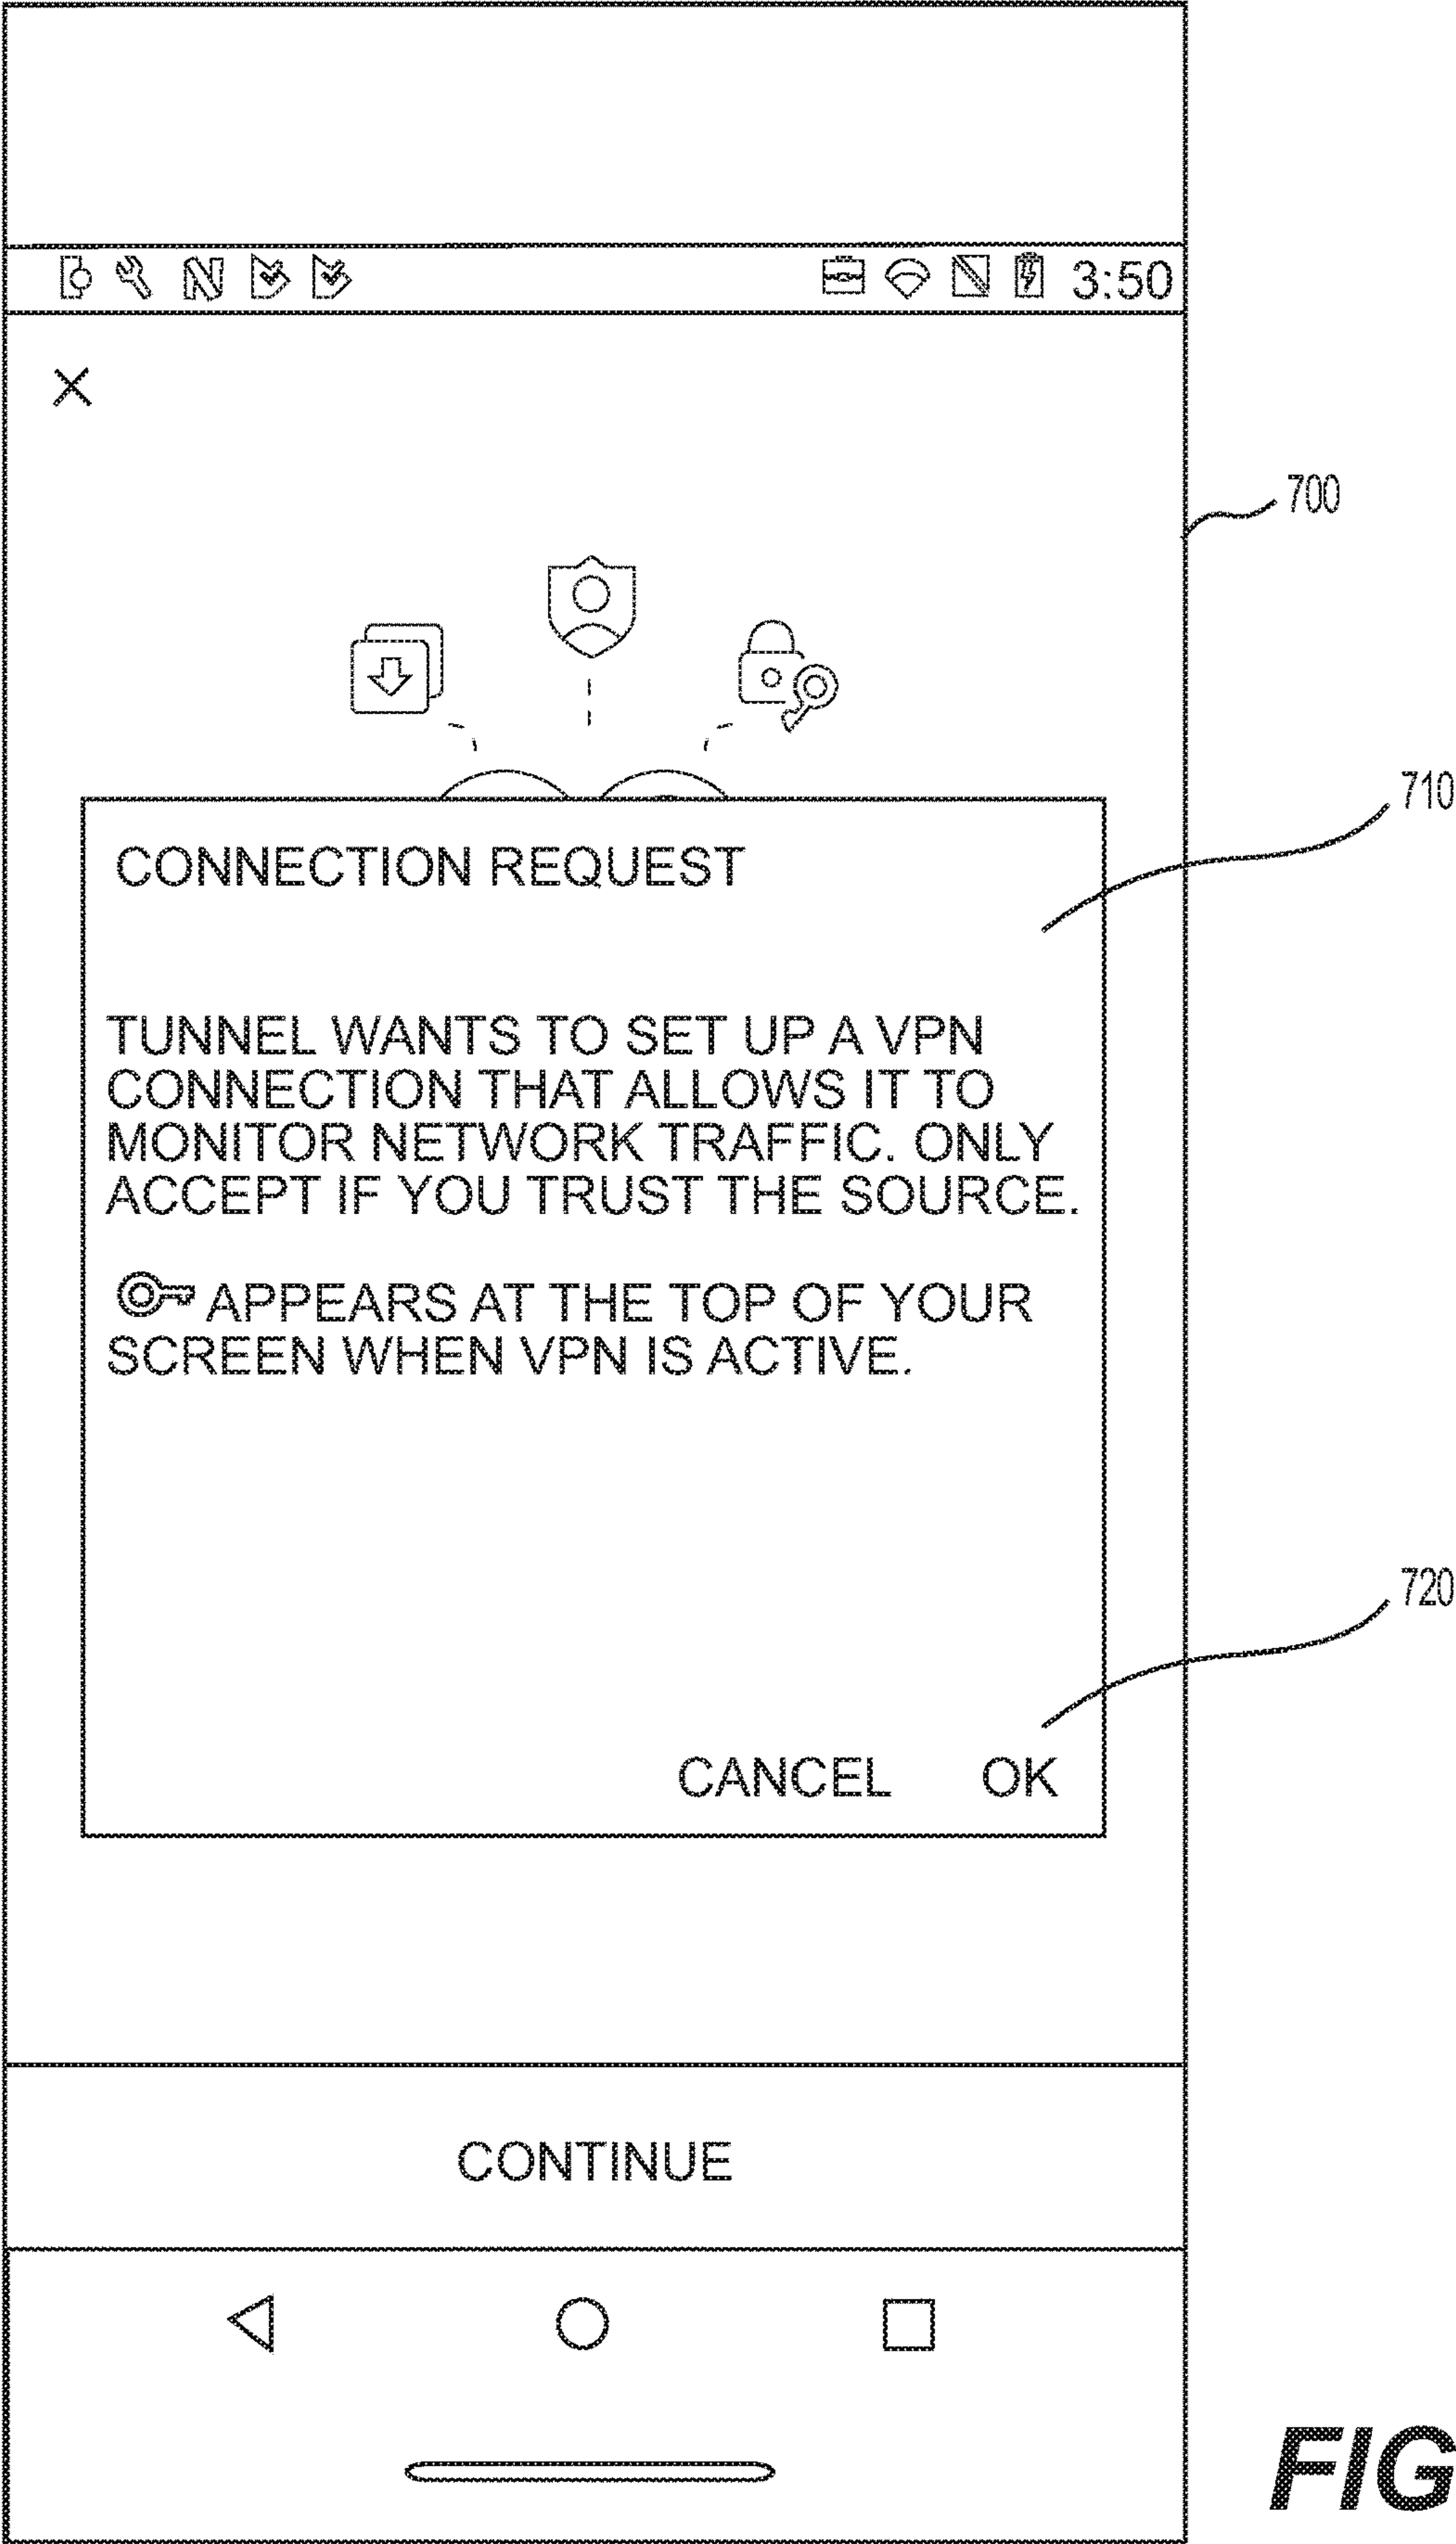 3:50
700
710
CONNECTION REQUEST
TUNNEL WANTS TO SET UP A VPN
CONNECTION THAT ALLOWS IT TO
MONITOR NETWORK TRAFFIC. ONLY
ACCEPT IF YOU TRUST THE SOURCE.
APPEARS AT THE TOP OF YOUR
SCREEN WHEN VPN IS ACTIVE.
720
CANCEL OK
CONTINUE
FIG